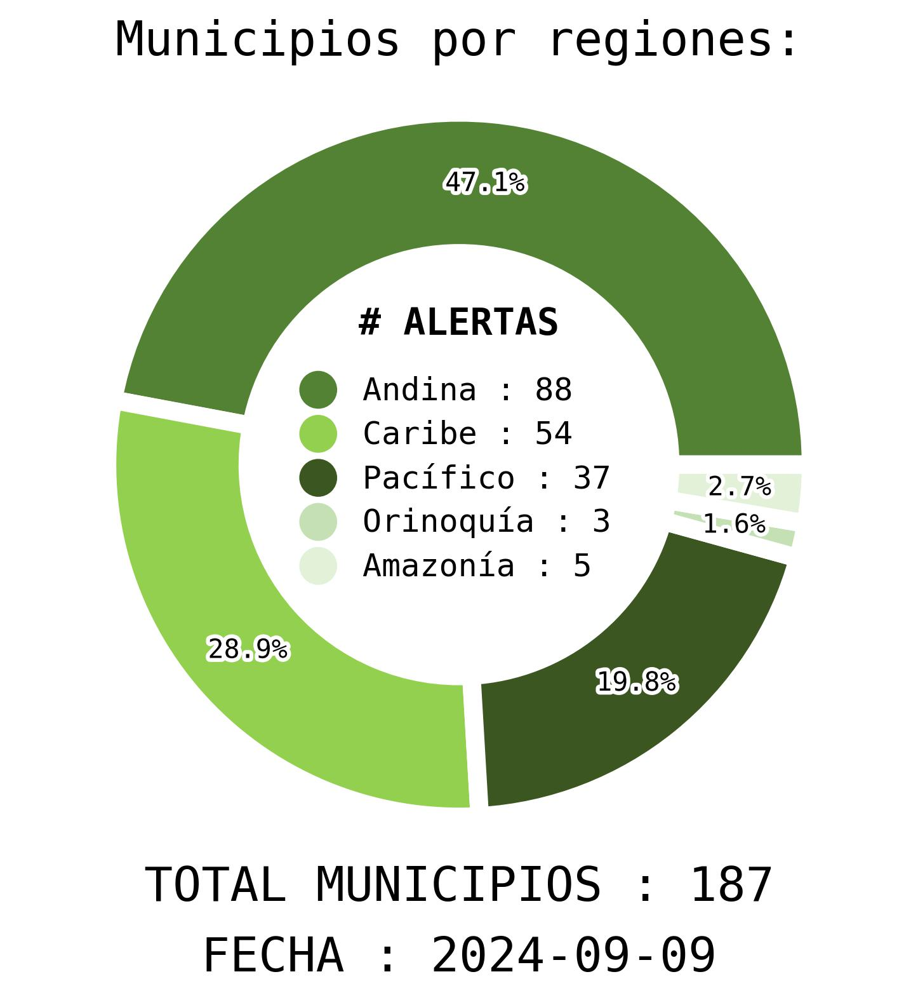 Municipios por regiones:
47.1%
# ALERTAS
Andina : 88
Caribe : 54
Pacífico : 37
Orinoquía : 3
Amazonía : 5
2.7%
1.6%
28.9%
19.8%
TOTAL MUNICIPIOS : 187
FECHA : 2024-09-09